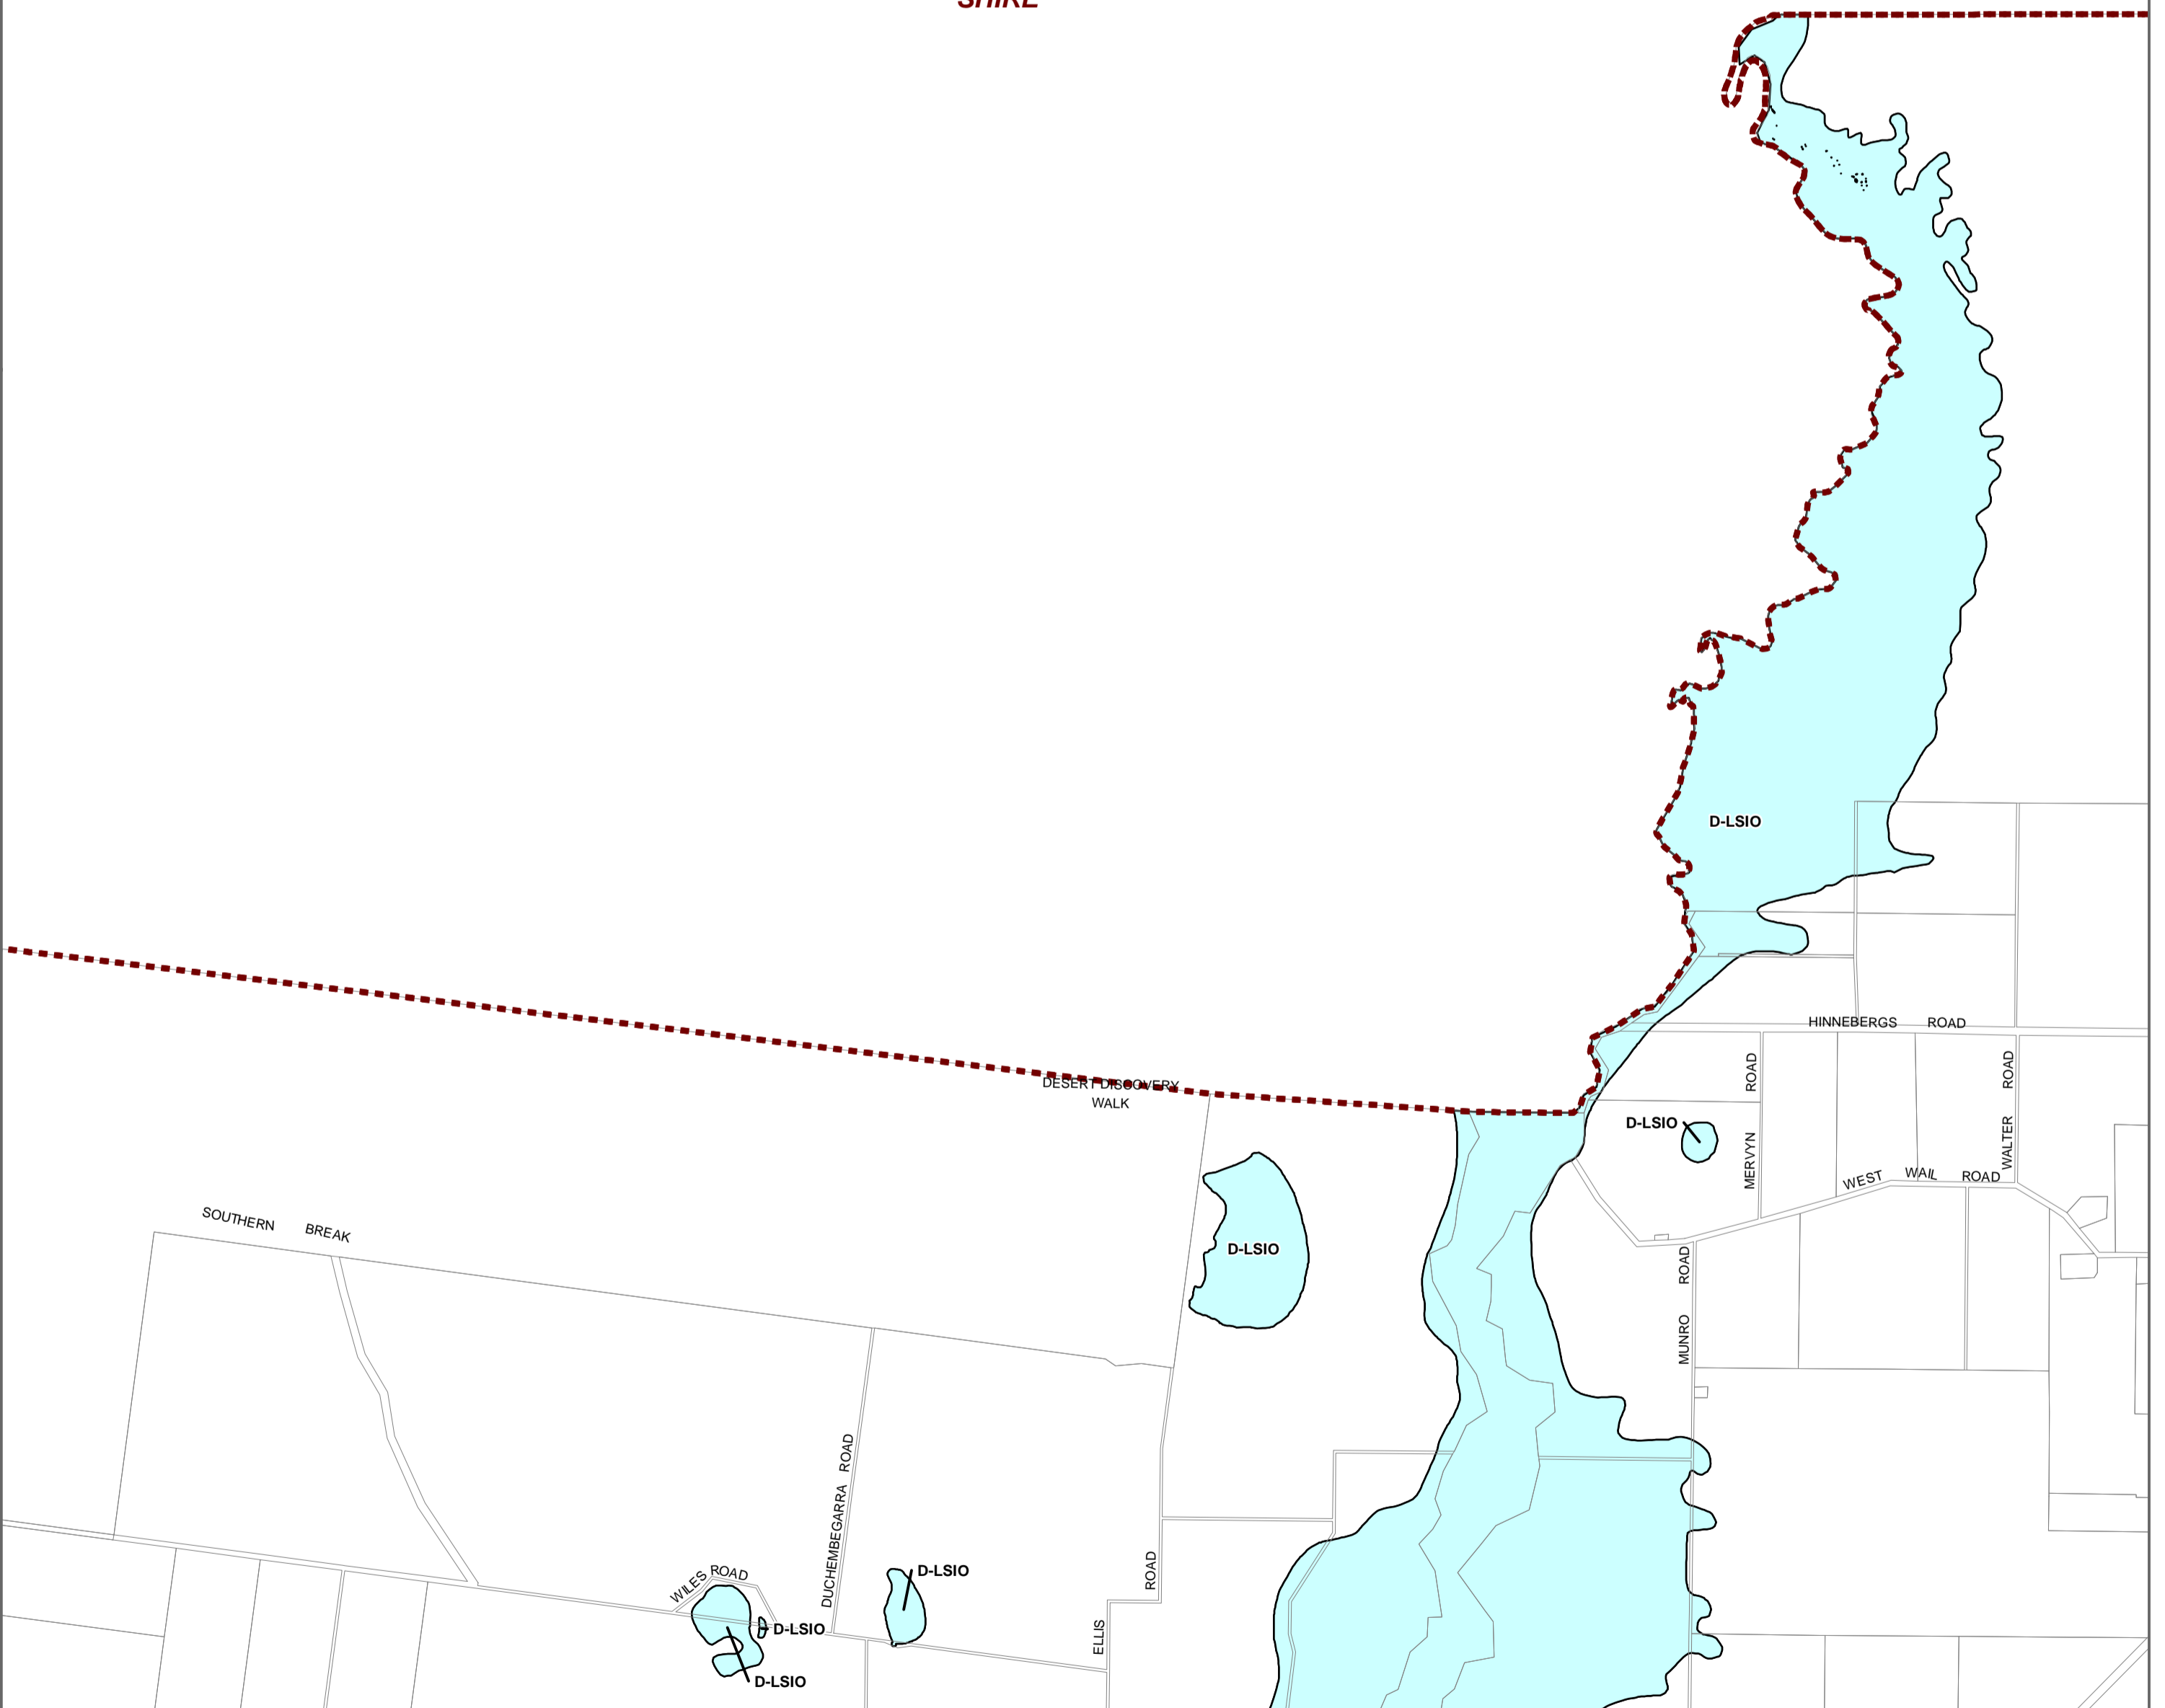 SHIRE
D-LSIO
HINNEBERGS ROAD
MERVYN ROAD
WALTER ROAD
DESERT DISCOVERY
WALK
D-LSIO
WEST WAIL ROAD
SOUTHERN BREAK
D-LSIO
MUNRO ROAD
DUCHEMBEGARRA ROAD
WILES ROAD
D-LSIO
ELLIS ROAD
D-LSIO
D-LSIO